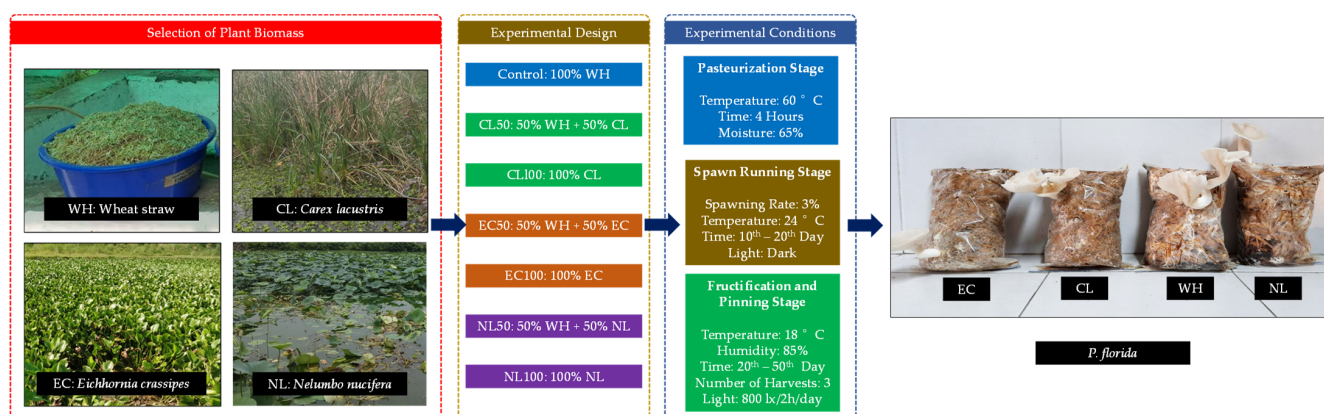 Selection of Plant Biomass
WH: Wheat straw
CL: Carex lacustris
EC: Eichhornia crassipes
NL: Nelumbo nucifera
Experimental Design
Control: 100% WH
CL50: 50% WH + 50% CL
CL100: 100% CL
EC50: 50% WH + 50% EC
EC100: 100% EC
NL50: 50% WH + 50% NL
NL100: 100% NL
Experimental Conditions
Pasteurization Stage
Temperature: 60 ° C
Time: 4 Hours
Moisture: 65%
Spawn Running Stage
Spawning Rate: 3%
Temperature: 24 ° C
Time: 10th – 20th Day
Light: Dark
Fructification and
Pinning Stage
Temperature: 18 ° C
Humidity: 85%
Time: 20th – 50th Day
Number of Harvests: 3
Light: 800 lx/2h/day
EC
CL
WH
NL
P. florida